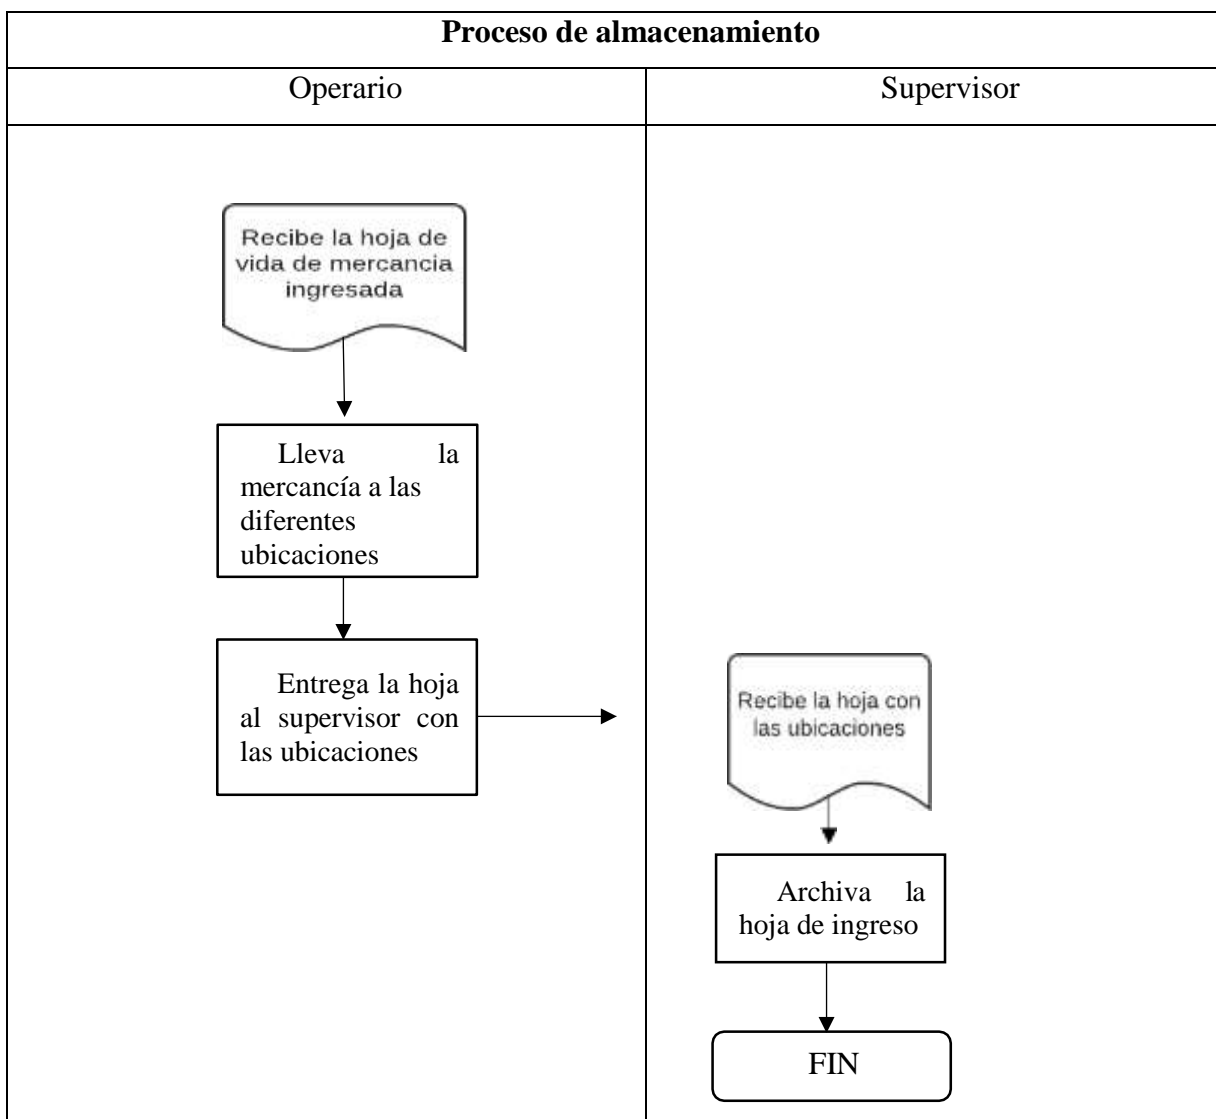 Proceso de almacenamiento
Operario
Supervisor
Recibe la hoja de
vida de mercancia
ingresada
Lleva la
mercancía a las
diferentes
ubicaciones
Entrega la hoja
al supervisor con
las ubicaciones
Recibe la hoja con
las ubicaciones
Archiva la
hoja de ingreso
FIN